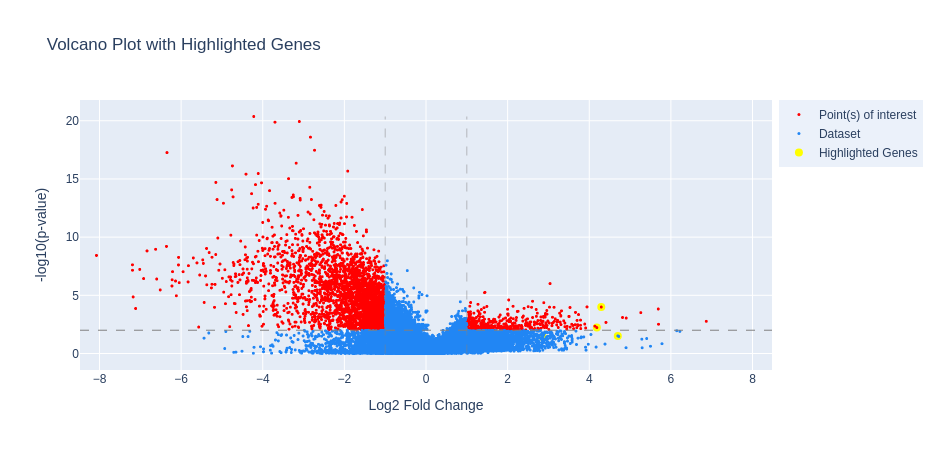 Volcano Plot with Highlighted Genes
Point(s) of interest
Dataset
Highlighted Genes
-log10(p-value)
20
15
10
5
0
−8 −6 −4 −2 0 2 4 6 8
Log2 Fold Change